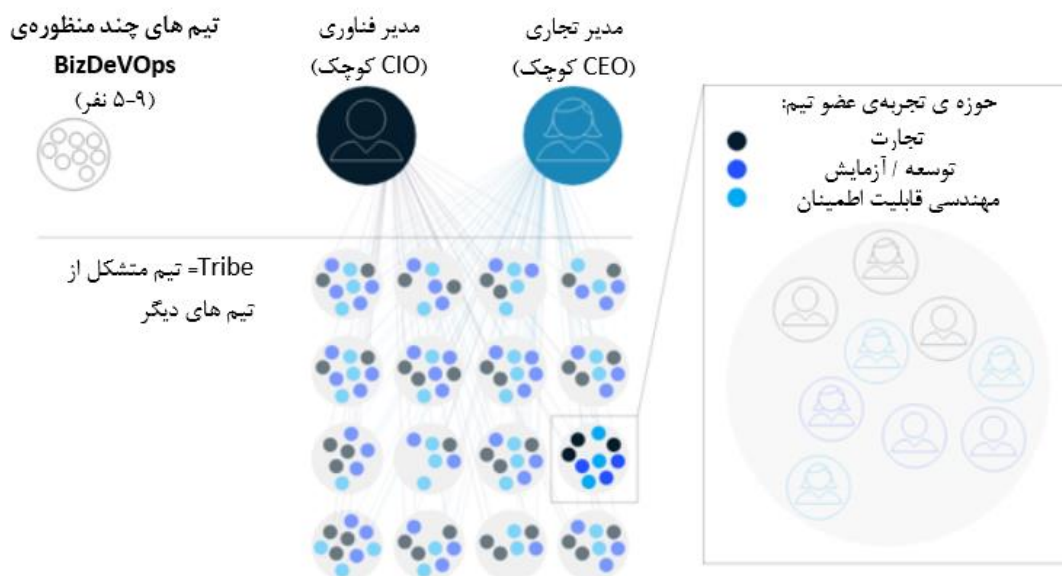 تیم های چند منظوره‌ی
BizDeVOps
(۵-۹ نفر)
مدیر فناوری
(CIO کوچک)
مدیر تجاری
(CEO کوچک)
Tribe= تیم متشکل از
تیم های دیگر
حوزه ی تجربه‌ی عضو تیم:
تجارت
توسعه / آزمایش
مهندسی قابلیت اطمینان